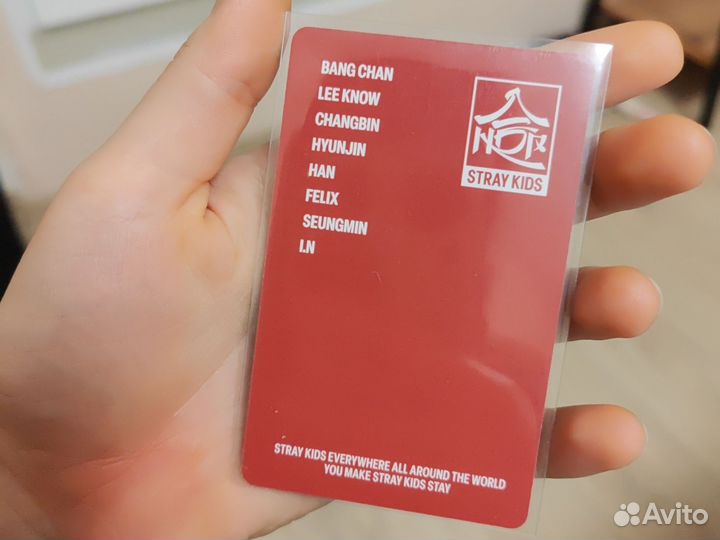 BANG CHAN
LEE KNOW
CHANGBIN
HYUNJIN
HAN
FELIX
SEUNGMIN
I.N
STRAY KIDS
STRAY KIDS EVERYWHERE ALL AROUND THE WORLD
YOU MAKE STRAY KIDS STAY
Avito